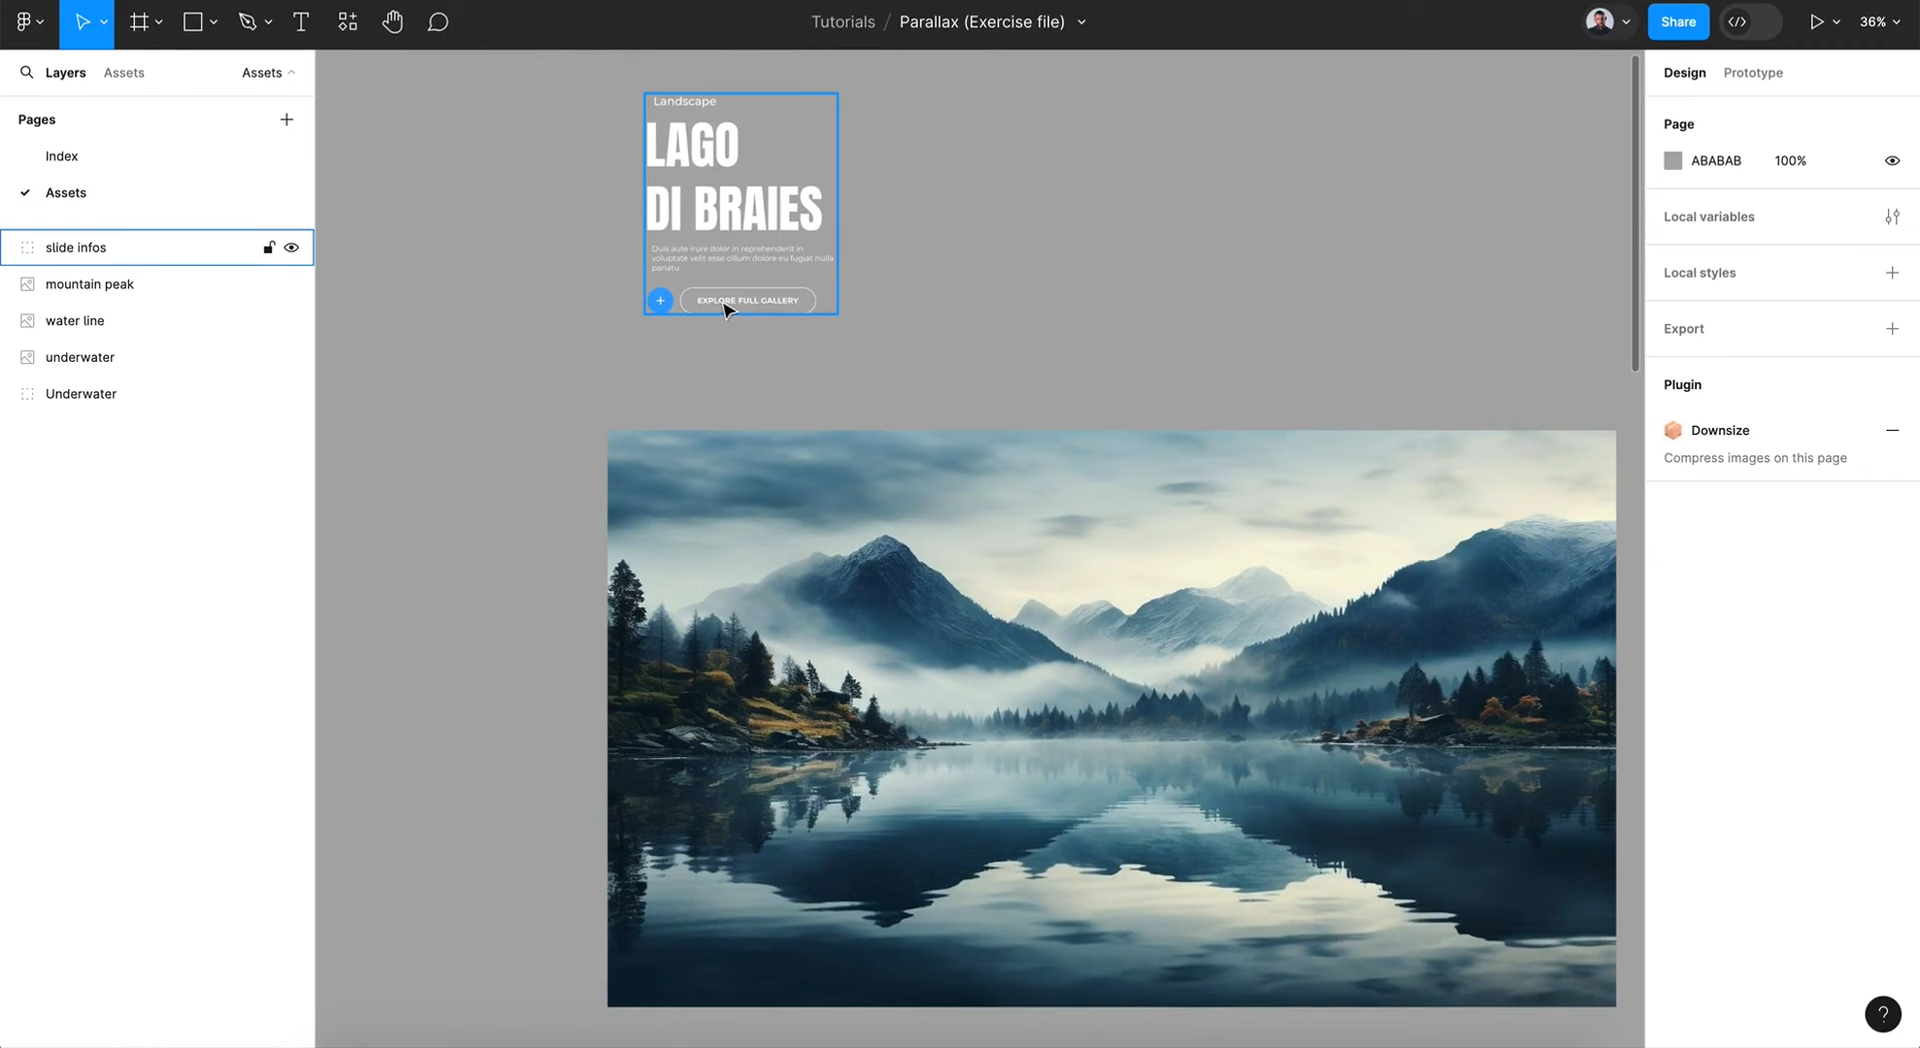 Tutorials / Parallax (Exercise file)
Share
36%
Layers
Assets
Assets
Pages
Index
Assets
slide infos
mountain peak
water line
underwater
Underwater
Landscape
LAGO
DI BRAIES
Duis aute irure dolor in reprehenderit in
voluptate velit esse cillum dolore eu fugiat nulla
pariatu
EXPLORE FULL GALLERY
Design
Prototype
Page
ABABAB
100%
Local variables
Local styles
Export
Plugin
Downsize
Compress images on this page
?